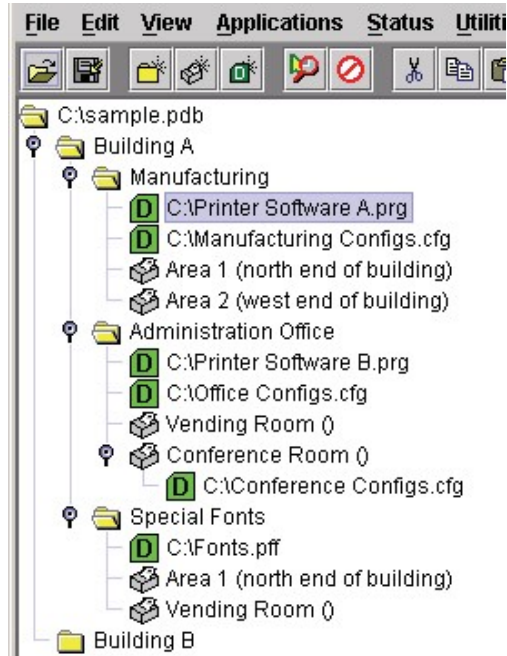 File Edit View Applications Status Utiliti
C:\sample.pdb
Building A
Manufacturing
D C:\Printer Software A.prg
D C:\Manufacturing Configs.cfg
Area 1 (north end of building)
Area 2 (west end of building)
Administration Office
D C:\Printer Software B.prg
D C:\Office Configs.cfg
Vending Room ()
Conference Room ()
D C:\Conference Configs.cfg
Special Fonts
D C:\Fonts.pff
Area 1 (north end of building)
Vending Room ()
Building B